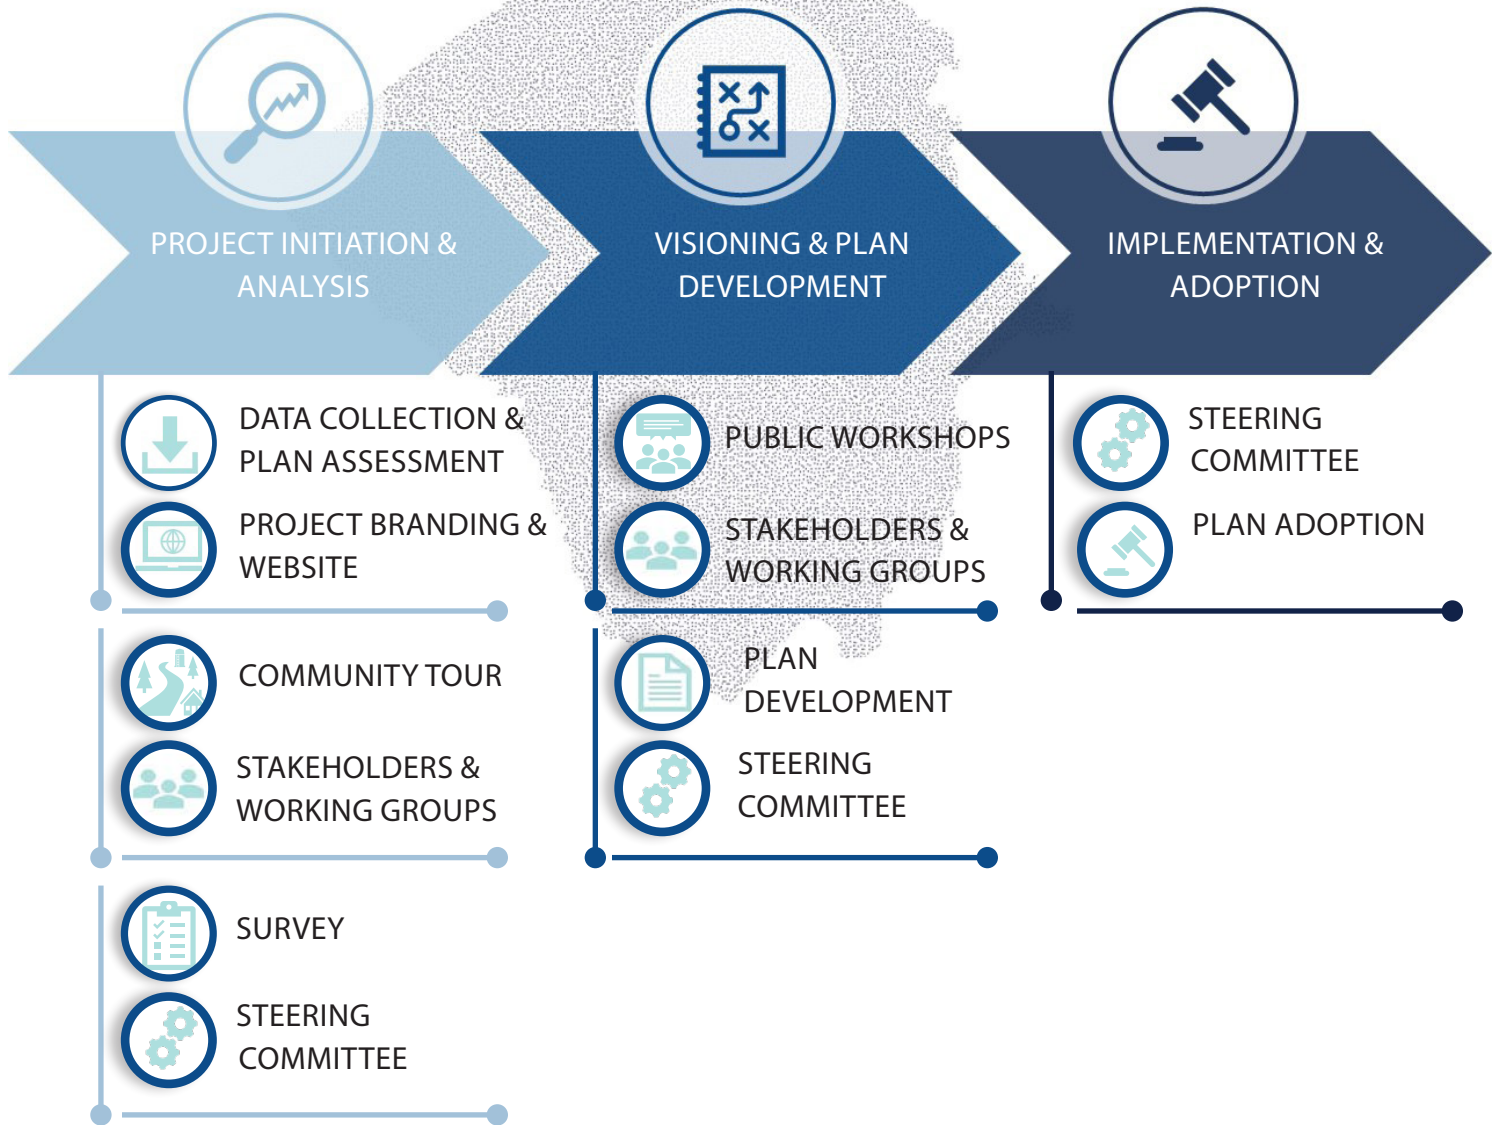 PROJECT INITIATION &
ANALYSIS
VISIONING & PLAN
DEVELOPMENT
IMPLEMENTATION &
ADOPTION
DATA COLLECTION &
PLAN ASSESSMENT
PROJECT BRANDING &
WEBSITE
COMMUNITY TOUR
STAKEHOLDERS &
WORKING GROUPS
SURVEY
STEERING
COMMITTEE
PUBLIC WORKSHOPS
STAKEHOLDERS &
WORKING GROUPS
PLAN
DEVELOPMENT
STEERING
COMMITTEE
STEERING
COMMITTEE
PLAN ADOPTION